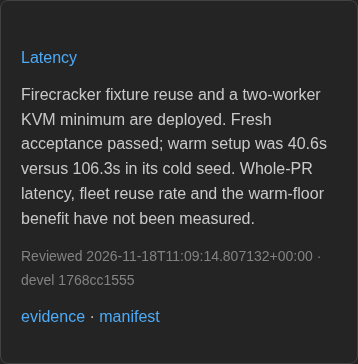 Latency
Firecracker fixture reuse and a two-worker
KVM minimum are deployed. Fresh
acceptance passed; warm setup was 40.6s
versus 106.3s in its cold seed. Whole-PR
latency, fleet reuse rate and the warm-floor
benefit have not been measured.
Reviewed 2026-11-18T11:09:14.807132+00:00 ·
devel 1768cc1555
evidence · manifest